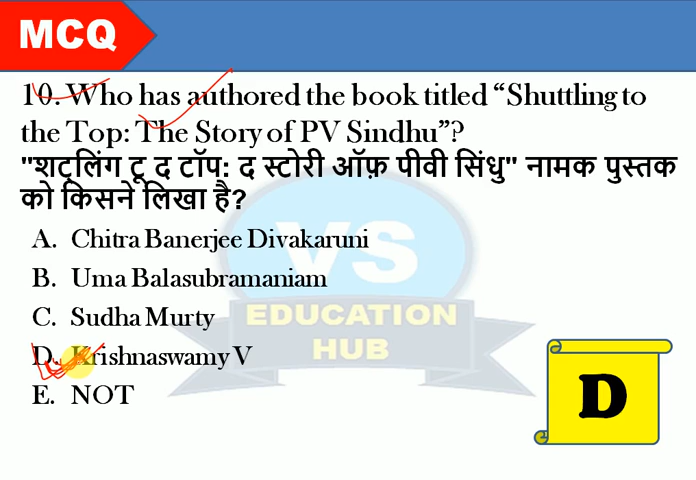 MCQ
10. Who has authored the book titled “Shuttling to
the Top: The Story of PV Sindhu”?
"शटलिंग टू द टॉप: द स्टोरी ऑफ़ पीवी सिंधु" नामक पुस्तक
को किसने लिखा है?
A. Chitra Banerjee Divakaruni
B. Uma Balasubramaniam
C. Sudha Murty
D. Krishnaswamy V
E. NOT
VS
EDUCATION
HUB
D